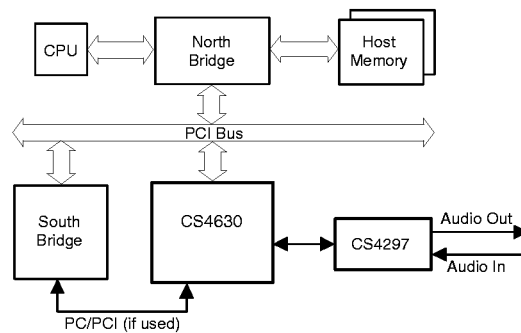 CPU
North
Bridge
Host
Memory
PCI Bus
South
Bridge
CS4630
CS4297
Audio Out
Audio In
PC/PCI (if used)